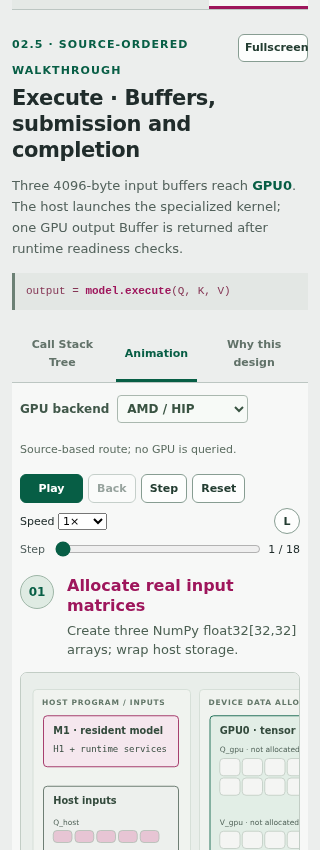 02.5 · SOURCE-ORDERED
WALKTHROUGH
Fullscreen
Execute · Buffers,
submission and
completion
Three 4096-byte input buffers reach GPU0.
The host launches the specialized kernel;
one GPU output Buffer is returned after
runtime readiness checks.
output = model.execute(Q, K, V)
Call Stack
Tree
Animation
Why this
design
GPU backend
AMD / HIP
Source-based route; no GPU is queried.
Play
Back
Step
Reset
Speed
1×
L
Step
1 / 18
01
Allocate real input
matrices
Create three NumPy float32[32,32]
arrays; wrap host storage.
HOST PROGRAM / INPUTS
M1 · resident model
H1 + runtime services
Host inputs
Q_host
DEVICE DATA ALLO
GPU0 · tensor
Q_gpu · not allocated
V_gpu · not allocated